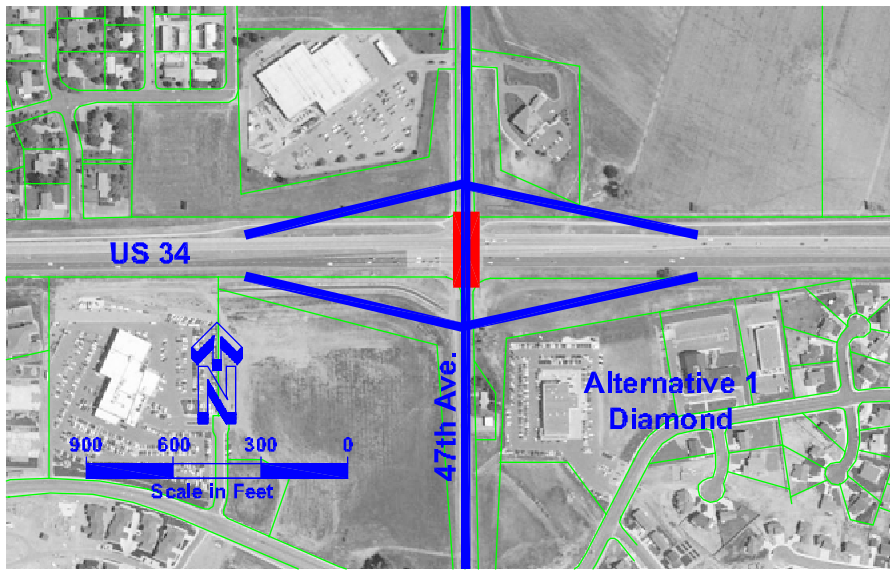 US 34
47th Ave.
Alternative 1
Diamond
N
900 600 300 0
Scale in Feet